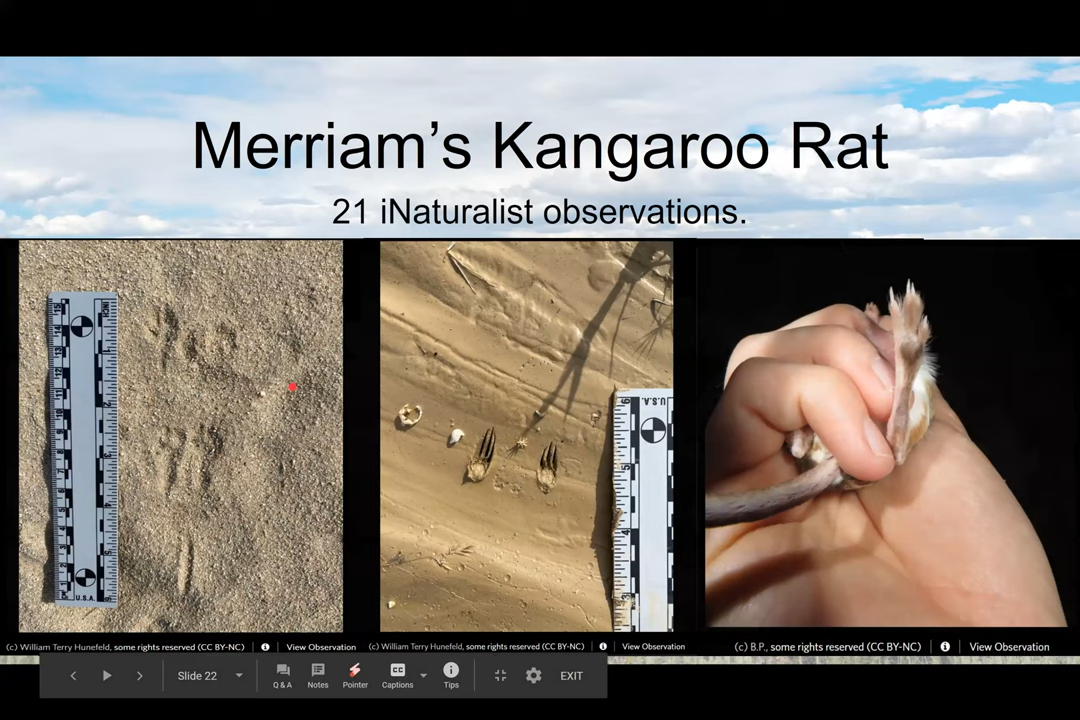 Merriam's Kangaroo Rat
21 iNaturalist observations.
U.S.A.
U.S.A.
(c) William Terry Hunefeld, some rights reserved (CC BY-NC)
View Observation
(c) William Terry Hunefeld, some rights reserved (CC BY-NC)
View Observation
(c) B.P., some rights reserved (CC BY-NC)
View Observation
Slide 22
Q & A
Notes
Pointer
CC
Captions
Tips
EXIT